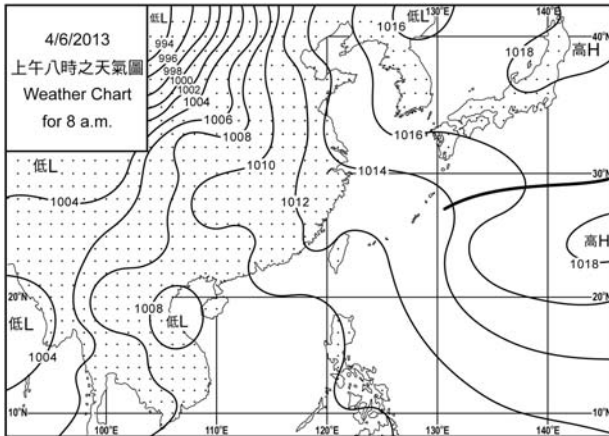 4/6/2013
上午八時之天氣圖
Weather Chart
for 8 a.m.
低L
994
996
998
1000
1002
1004
1006
1008
1010
1012
1014
低L
1016
130°E
140°E
40°N
1018
高H
1016
低L
1004
30°N
高H
1018
1008
低L
20°N
20°N
低L
1004
10°N
10°N
100°E
110°E
120°E
130°E
140°E